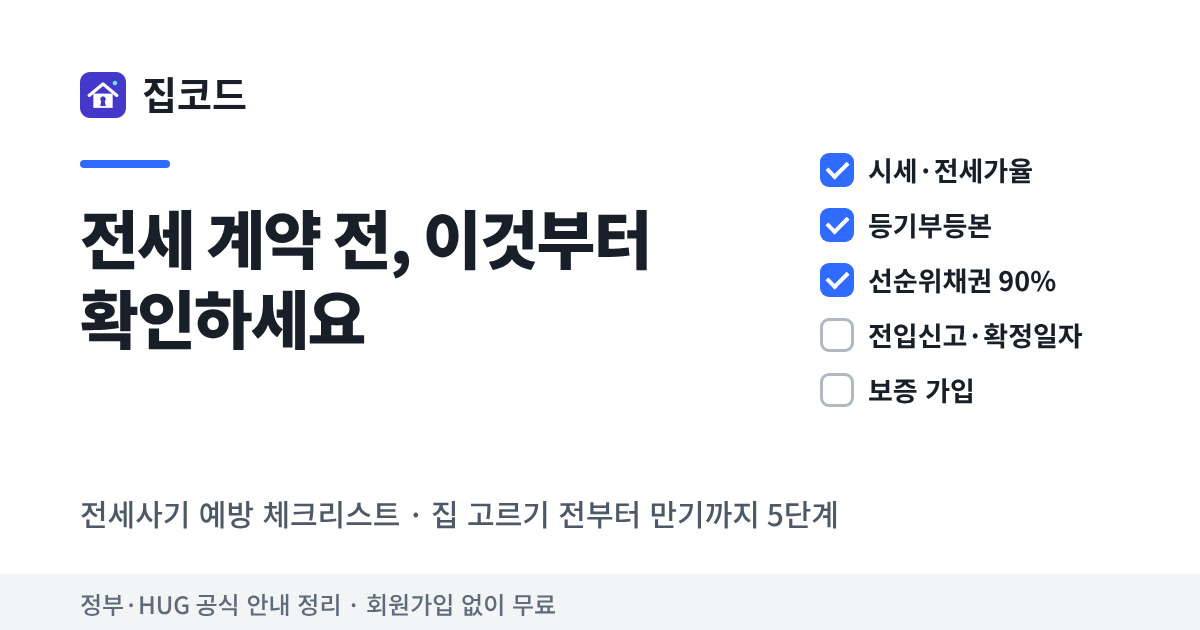 집코드
전세 계약 전, 이것부터
확인하세요
시세·전세가율
등기부등본
선순위채권 90%
전입신고·확정일자
보증 가입
전세사기 예방 체크리스트 · 집 고르기 전부터 만기까지 5단계
정부·HUG 공식 안내 정리 · 회원가입 없이 무료